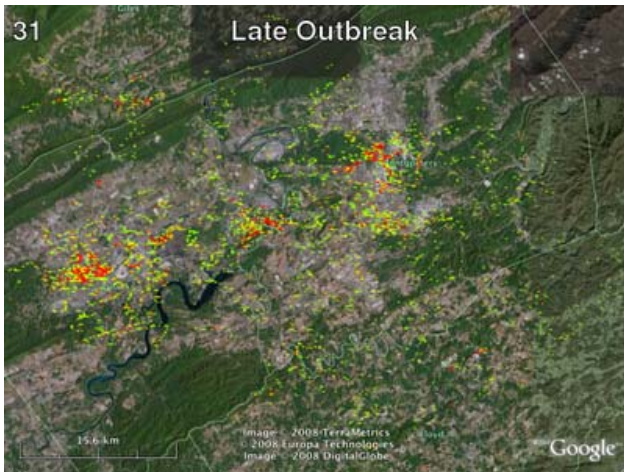 31
Late Outbreak
15.6 km
Image © 2008 TerraMetrics
© 2008 Europa Technologies
Image © 2008 DigitalGlobe
Google